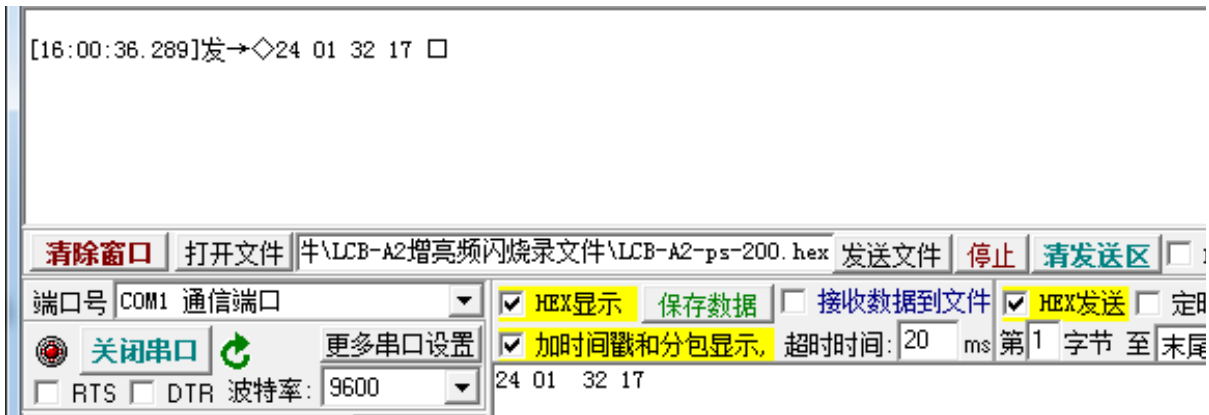 [16:00:36.289]发→◇24 01 32 17 □
清除窗口 打开文件 牛\LCB-A2增亮频闪烧录文件\LCB-A2-ps-200.hex 发送文件 停止 清发送区
端口号 COM1 通信端口 HEX显示 保存数据 接收数据到文件 HEX发送 定时
关闭串口 更多串口设置 加时间戳和分包显示, 超时时间: 20 ms 第1 字节 至 末尾
RTS DTR 波特率: 9600 24 01 32 17